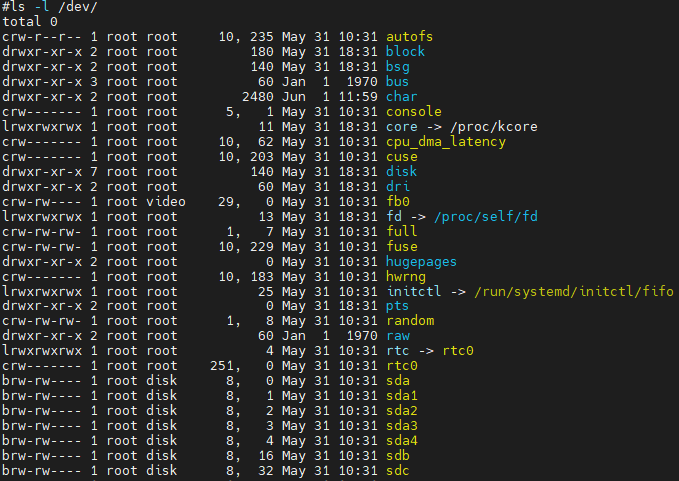 #ls -l /dev/
total 0
crw-r--r-- 1 root root     10, 235 May 31 10:31 autofs
drwxr-xr-x 2 root root         180 May 31 18:31 block
drwxr-xr-x 2 root root         140 May 31 18:31 bsg
drwxr-xr-x 3 root root          60 Jan  1  1970 bus
drwxr-xr-x 2 root root        2480 Jun  1 11:59 char
crw------- 1 root root      5,   1 May 31 10:31 console
lrwxrwxrwx 1 root root          11 May 31 18:31 core -> /proc/kcore
crw------- 1 root root     10,  62 May 31 10:31 cpu_dma_latency
crw------- 1 root root     10, 203 May 31 10:31 cuse
drwxr-xr-x 7 root root         140 May 31 18:31 disk
drwxr-xr-x 2 root root          60 May 31 18:31 dri
crw-rw---- 1 root video    29,   0 May 31 10:31 fb0
lrwxrwxrwx 1 root root          13 May 31 18:31 fd -> /proc/self/fd
crw-rw-rw- 1 root root      1,   7 May 31 10:31 full
crw-rw-rw- 1 root root     10, 229 May 31 10:31 fuse
drwxr-xr-x 2 root root           0 May 31 10:31 hugepages
crw------- 1 root root     10, 183 May 31 10:31 hwrng
lrwxrwxrwx 1 root root          25 May 31 10:31 initctl -> /run/systemd/initctl/fifo
drwxr-xr-x 2 root root           0 May 31 18:31 pts
crw-rw-rw- 1 root root      1,   8 May 31 10:31 random
drwxr-xr-x 2 root root          60 Jan  1  1970 raw
lrwxrwxrwx 1 root root           4 May 31 10:31 rtc -> rtc0
crw------- 1 root root    251,   0 May 31 10:31 rtc0
brw-rw---- 1 root disk      8,   0 May 31 10:31 sda
brw-rw---- 1 root disk      8,   1 May 31 10:31 sda1
brw-rw---- 1 root disk      8,   2 May 31 10:31 sda2
brw-rw---- 1 root disk      8,   3 May 31 10:31 sda3
brw-rw---- 1 root disk      8,   4 May 31 10:31 sda4
brw-rw---- 1 root disk      8,  16 May 31 10:31 sdb
brw-rw---- 1 root disk      8,  32 May 31 10:31 sdc